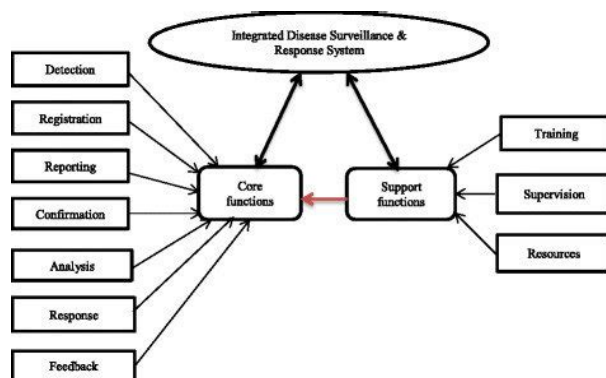 Integrated Disease Surveillance &
Response System
Detection
Registration
Reporting
Confirmation
Analysis
Response
Feedback
Core
functions
Support
functions
Training
Supervision
Resources